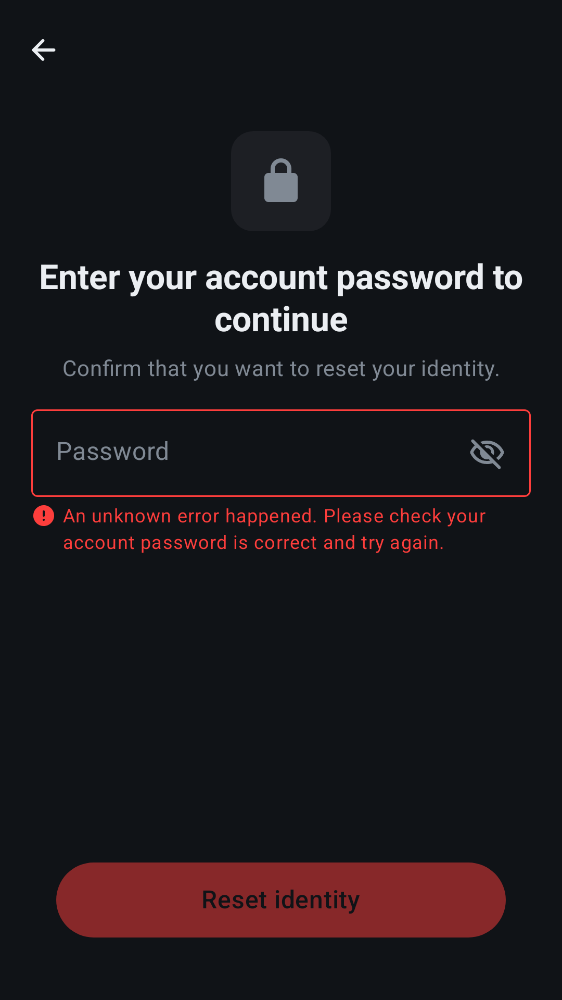 Enter your account password to
continue
Confirm that you want to reset your identity.
Password
An unknown error happened. Please check your
account password is correct and try again.
Reset identity